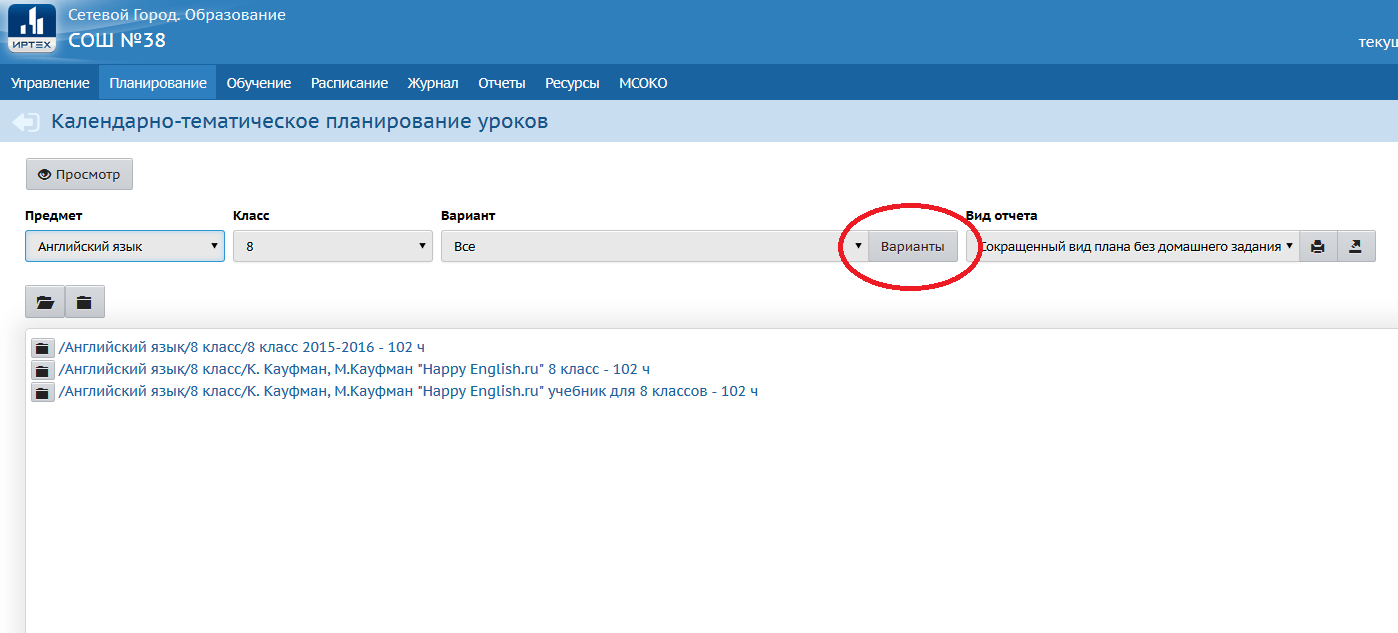 Сетевой Город. Образование
ИРТЕХ
СОШ №38
текущ
Управление Планирование Обучение Расписание Журнал Отчеты Ресурсы МСОКО
Календарно-тематическое планирование уроков
Просмотр
Предмет Класс Вариант Вид отчета
Английский язык 8 Все Варианты Сокращенный вид плана без домашнего задания
/Английский язык/8 класс/8 класс 2015-2016 - 102 ч
/Английский язык/8 класс/К. Кауфман, М.Кауфман "Happy English.ru" 8 класс - 102 ч
/Английский язык/8 класс/К. Кауфман, М.Кауфман "Happy English.ru" учебник для 8 классов - 102 ч